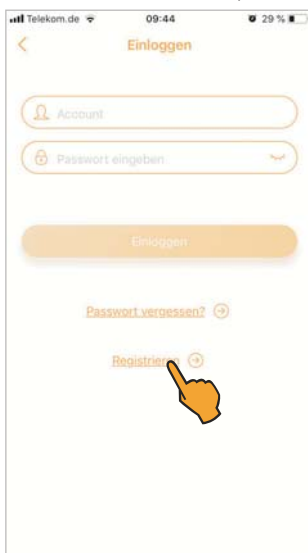 Telekom.de 09:44 29 %
Einloggen
Account
Passwort eingeben
Einloggen
Passwort vergessen?
Registrieren